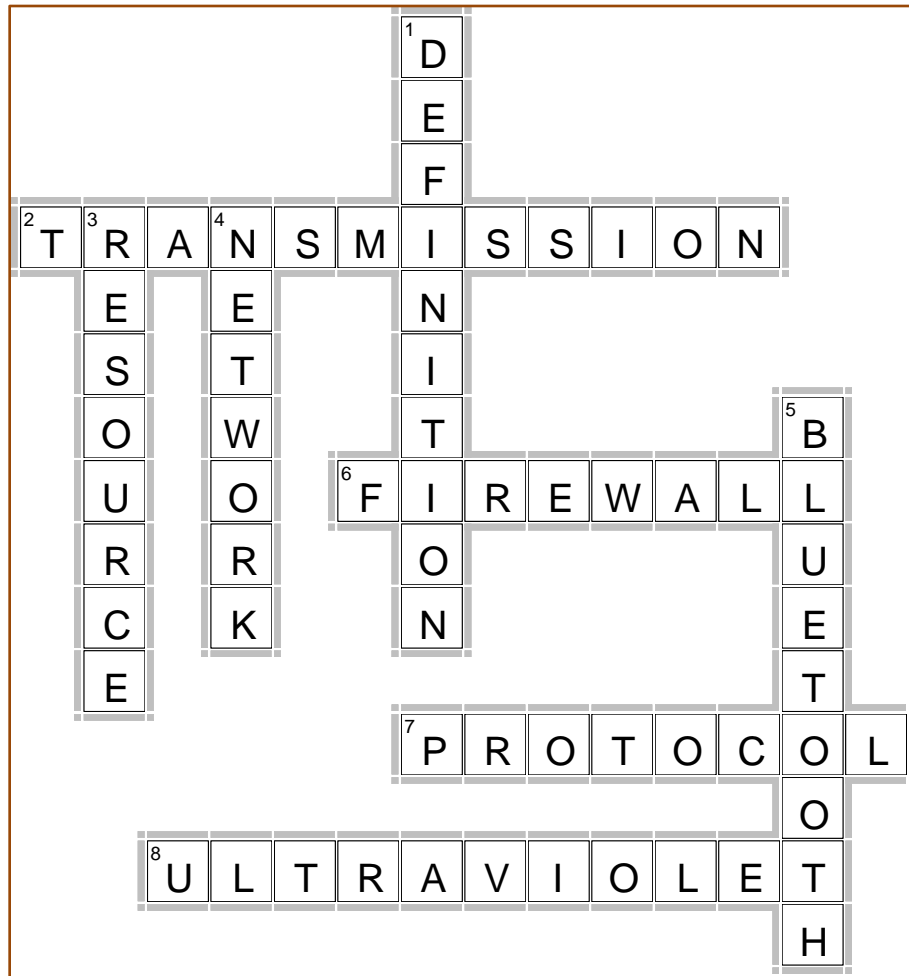 1 D
E
F
2 T 3 R A 4 N S M I S S I O N
E E N
S T I
O W T 5 B
U O 6 F I R E W A L L
R R O U
C K N E
E T
7 P R O T O C O L
O
8 U L T R A V I O L E T
H